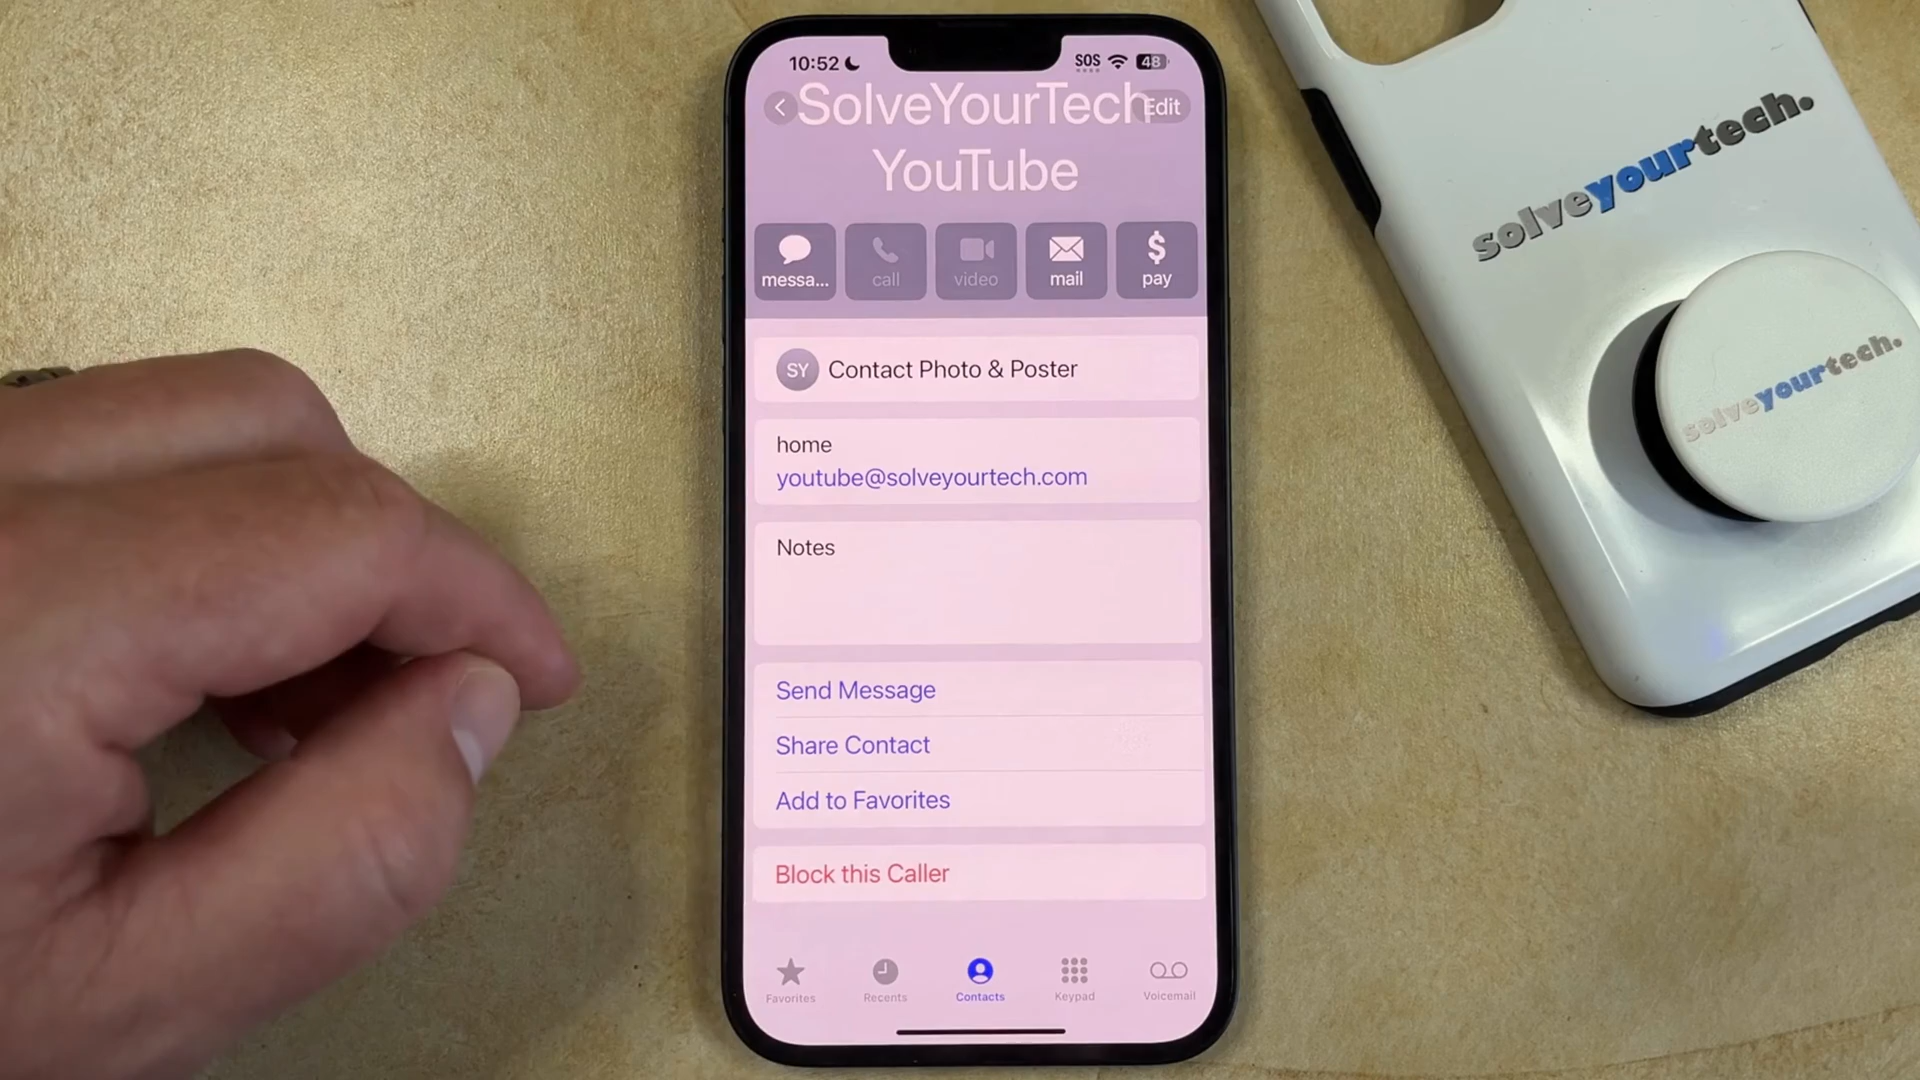 10:52
SOS
48
SolveYourTech
Edit
YouTube
messa...
call
video
mail
pay
SY
Contact Photo & Poster
home
youtube@solveyourtech.com
Notes
Send Message
Share Contact
Add to Favorites
Block this Caller
Favorites
Recents
Contacts
Keypad
Voicemail
solveyourtech.
solveyourtech.